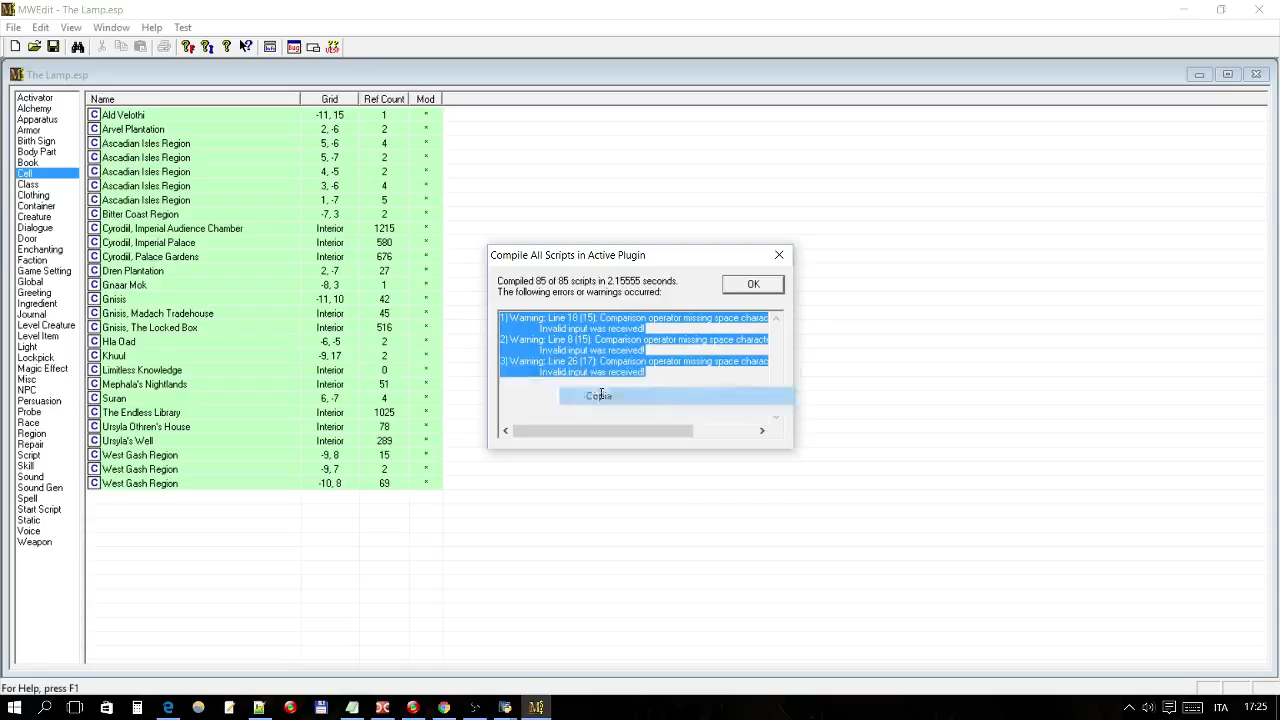 MWEdit - The Lamp.esp
File Edit View Window Help Test
The Lamp.esp
Activator
Alchemy
Apparatus
Armor
Birth Sign
Body Part
Book
Cell
Class
Clothing
Container
Creature
Dialogue
Door
Enchanting
Faction
Game Setting
Global
Greeting
Ingredient
Journal
Level Creature
Level Item
Light
Lockpick
Magic Effect
Misc
NPC
Persuasion
Probe
Race
Region
Repair
Script
Skill
Sound
Sound Gen
Spell
Start Script
Static
Voice
Weapon
Name Grid Ref Count Mod
C Ald Velothi -11, 15 1 *
C Arvel Plantation 2, -6 2 *
C Ascadian Isles Region 5, -6 4 *
C Ascadian Isles Region 5, -7 2 *
C Ascadian Isles Region 4, -5 2 *
C Ascadian Isles Region 3, -6 4 *
C Ascadian Isles Region 1, -7 5 *
C Bitter Coast Region -7, 3 2 *
C Cyrodiil, Imperial Audience Chamber Interior 1215 *
C Cyrodiil, Imperial Palace Interior 580 *
C Cyrodiil, Palace Gardens Interior 676 *
C Dren Plantation 2, -7 27 *
C Gnaar Mok -8, 3 1 *
C Gnisis -11, 10 42 *
C Gnisis, Madach Tradehouse Interior 45 *
C Gnisis, The Locked Box Interior 516 *
C Hla Oad -6, -5 2 *
C Khuul -9, 17 2 *
C Limitless Knowledge Interior 0 *
C Mephala's Nightlands Interior 51 *
C Suran 6, -7 4 *
C The Endless Library Interior 1025 *
C Ursyla Othren's House Interior 78 *
C Ursyla's Well Interior 289 *
C West Gash Region -9, 8 15 *
C West Gash Region -9, 7 2 *
C West Gash Region -10, 8 69 *
Compile All Scripts in Active Plugin
Compiled 85 of 85 scripts in 2.15555 seconds.
The following errors or warnings occurred:
OK
1) Warning: Line 18 (15): Comparison operator missing space charac
Invalid input was received!
2) Warning: Line 8 (15): Comparison operator missing space characte
Invalid input was received!
3) Warning: Line 26 (17): Comparison operator missing space charac
Invalid input was received!
Copia
For Help, press F1
ITA 17:25